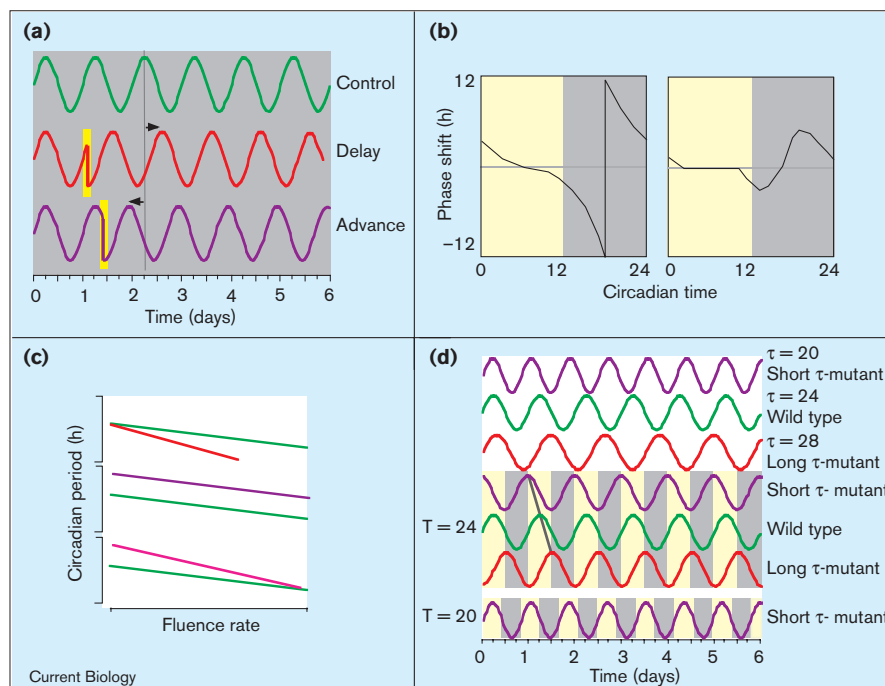 (a)
Control
Delay
Advance
0 1 2 3 4 5 6
Time (days)
(b)
Phase shift (h)
12
−12
0 12 24 0 12 24
Circadian time
(c)
Circadian period (h)
Fluence rate
Current Biology
(d)
τ = 20
Short τ-mutant
τ = 24
Wild type
τ = 28
Long τ-mutant
T = 24
Short τ- mutant
Wild type
Long τ-mutant
T = 20
Short τ- mutant
0 1 2 3 4 5 6
Time (days)